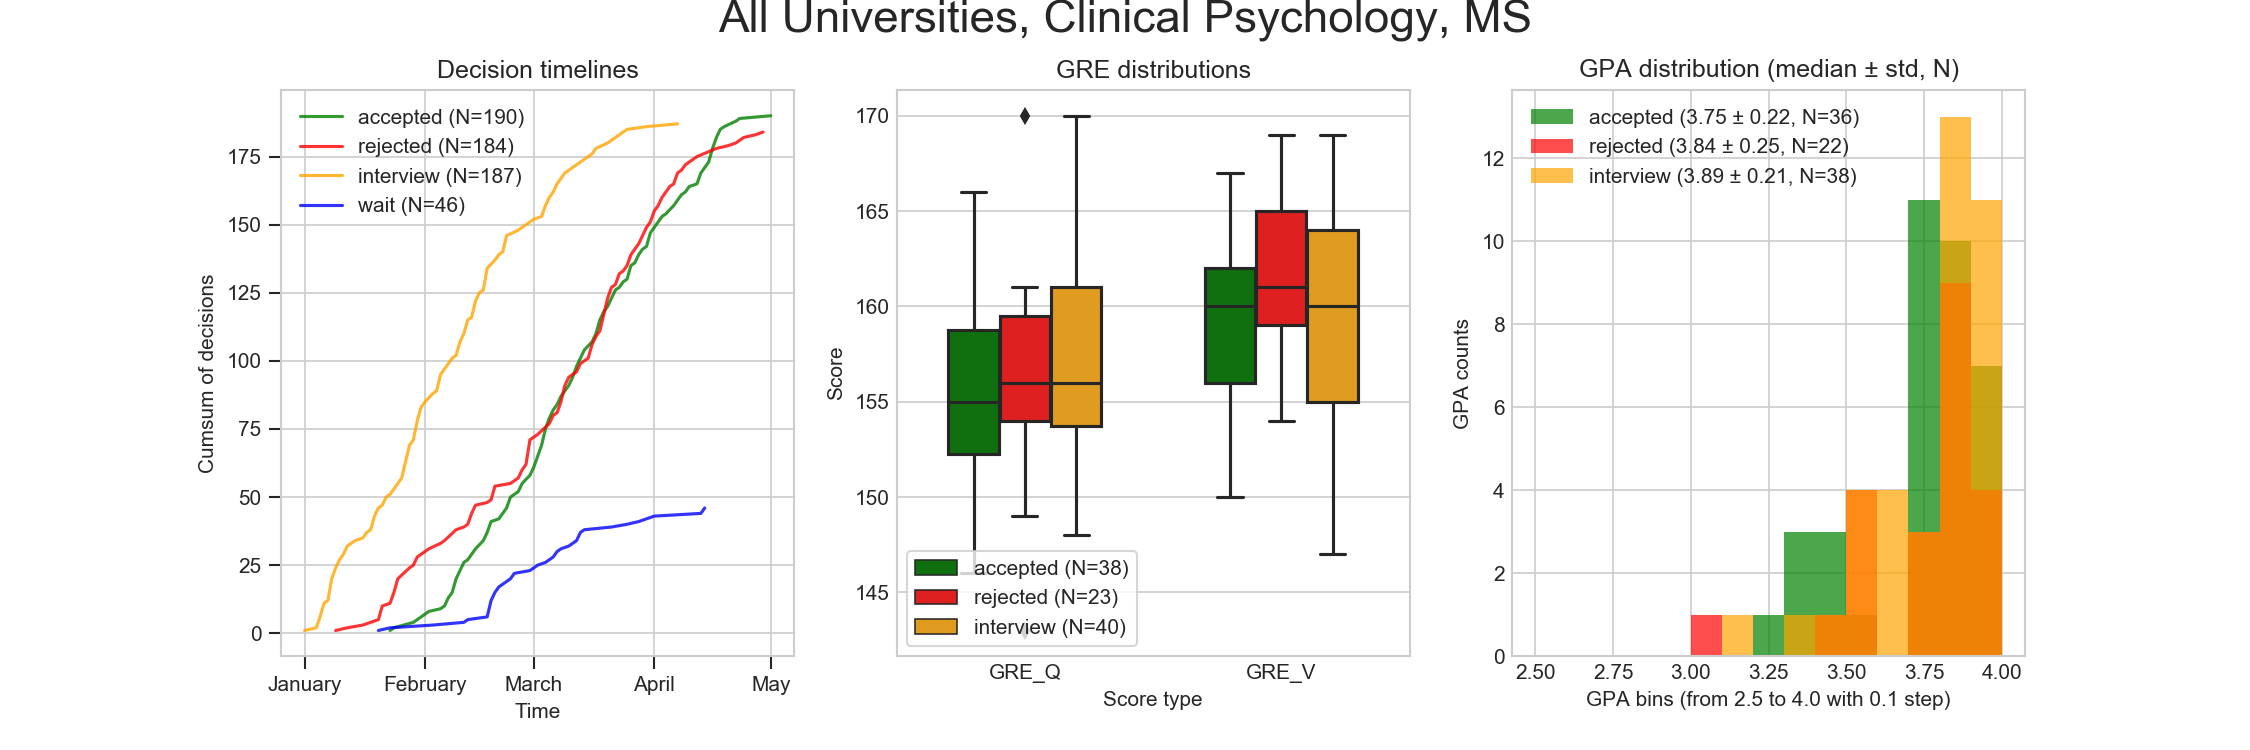 All Universities, Clinical Psychology, MS
Decision timelines
accepted (N=190)
rejected (N=184)
interview (N=187)
wait (N=46)
Cumsum of decisions
175
150
125
100
75
50
25
0
January February March April May
Time
GRE distributions
Score
170
165
160
155
150
145
accepted (N=38)
rejected (N=23)
interview (N=40)
GRE_Q GRE_V
Score type
GPA distribution (median ± std, N)
accepted (3.75 ± 0.22, N=36)
rejected (3.84 ± 0.25, N=22)
interview (3.89 ± 0.21, N=38)
GPA counts
12
10
8
6
4
2
0
2.50 2.75 3.00 3.25 3.50 3.75 4.00
GPA bins (from 2.5 to 4.0 with 0.1 step)